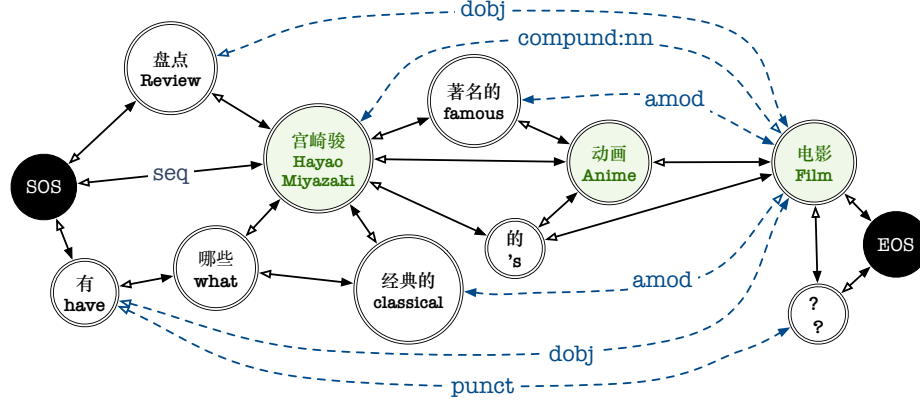 dobj
compund:nn
盘点
Review
著名的
famous
amod
宫崎骏
Hayao
Miyazaki
动画
Anime
电影
Film
SOS
seq
的
's
EOS
哪些
what
有
have
经典的
classical
amod
?
?
dobj
punct